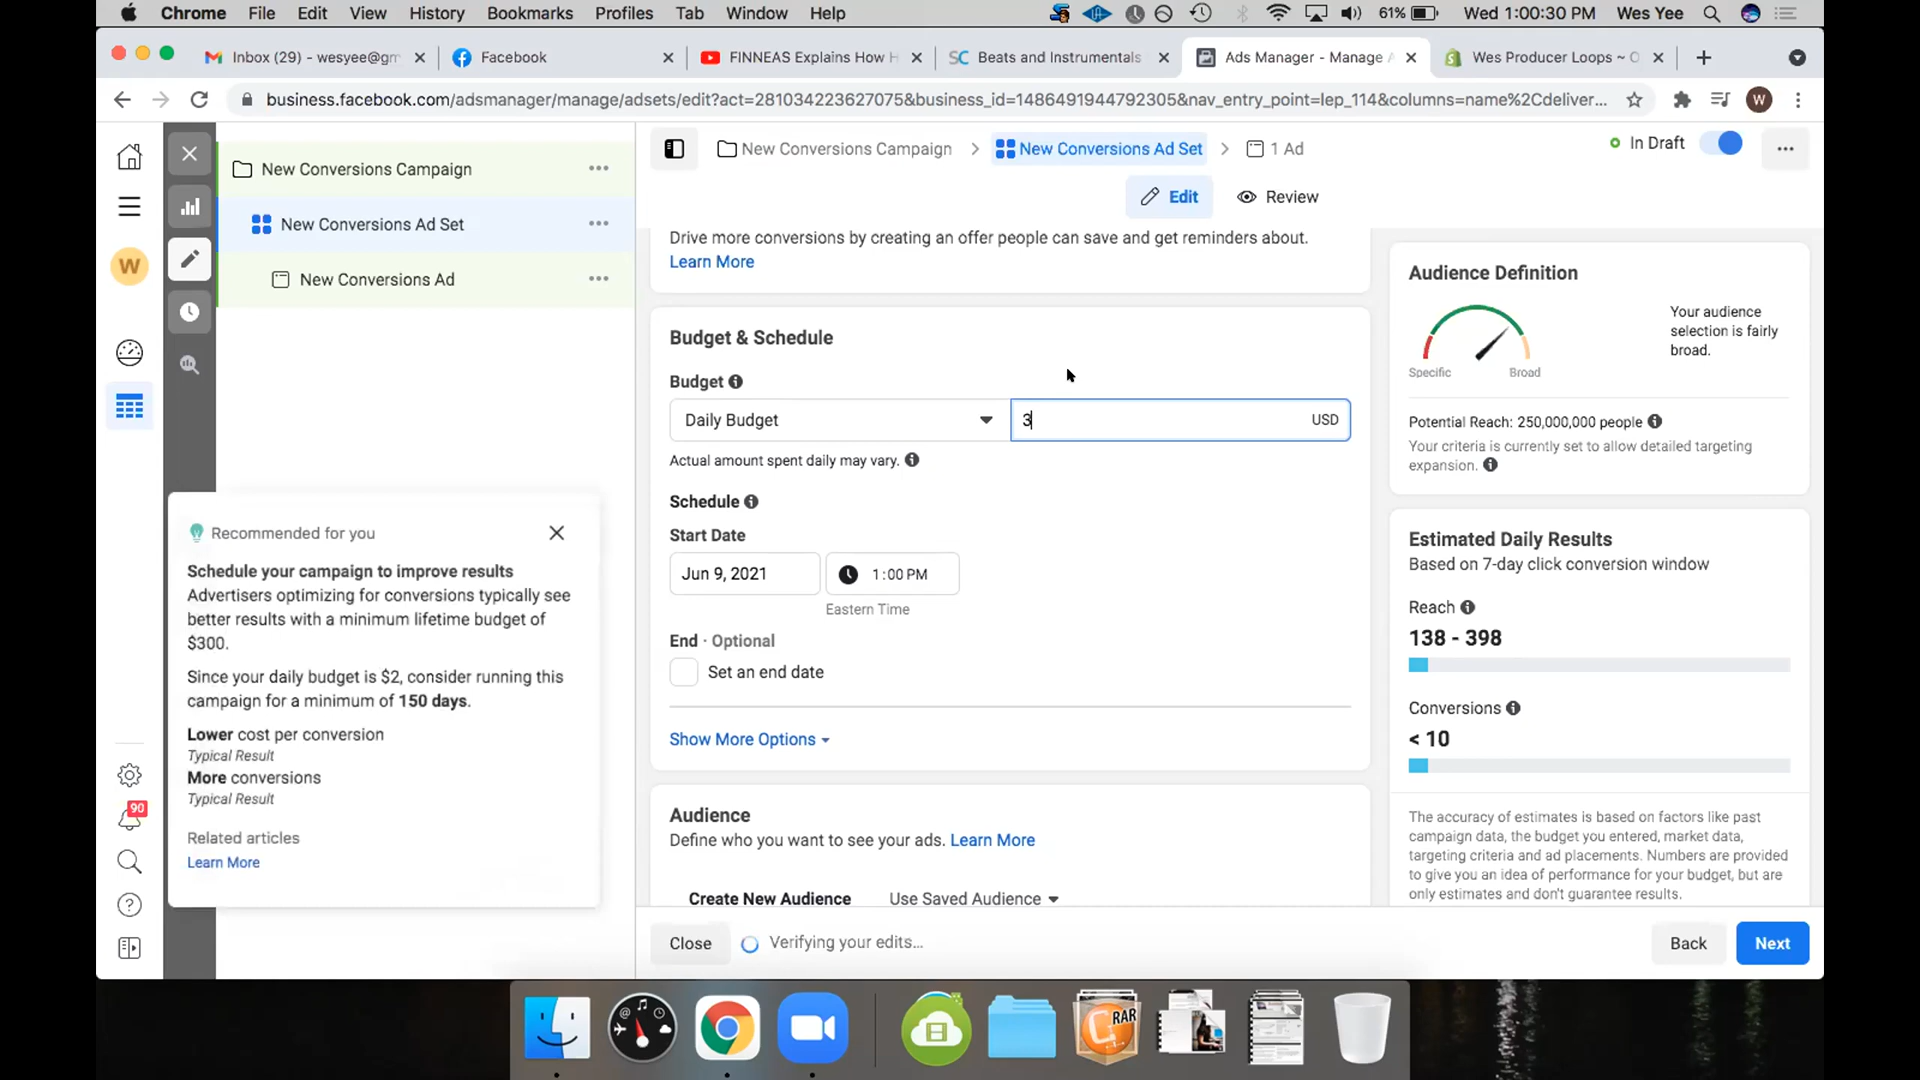 Chrome File Edit View History Bookmarks Profiles Tab Window Help 61% Wed 1:00:30 PM Wes Yee
Inbox (29) - wesyee@gm
Facebook
FINNEAS Explains How H
SC Beats and Instrumentals
Ads Manager - Manage A
Wes Producer Loops ~ O
business.facebook.com/adsmanager/manage/adsets/edit?act=281034223627075&business_id=1486491944792305&nav_entry_point=lep_114&columns=name%2Cdeliver...
W
New Conversions Campaign
New Conversions Ad Set
New Conversions Ad
W
90
New Conversions Campaign > New Conversions Ad Set > 1 Ad
In Draft
Edit
Review
Drive more conversions by creating an offer people can save and get reminders about.
Learn More
Budget & Schedule
Budget
Daily Budget
3
USD
Actual amount spent daily may vary.
Schedule
Start Date
Jun 9, 2021
1:00 PM
Eastern Time
End · Optional
Set an end date
Show More Options
Audience
Define who you want to see your ads. Learn More
Create New Audience
Use Saved Audience
Close
Verifying your edits...
Back
Next
Recommended for you
Schedule your campaign to improve results
Advertisers optimizing for conversions typically see
better results with a minimum lifetime budget of
$300.
Since your daily budget is $2, consider running this
campaign for a minimum of 150 days.
Lower cost per conversion
Typical Result
More conversions
Typical Result
Related articles
Learn More
Audience Definition
Specific
Broad
Your audience
selection is fairly
broad.
Potential Reach: 250,000,000 people
Your criteria is currently set to allow detailed targeting
expansion.
Estimated Daily Results
Based on 7-day click conversion window
Reach
138 - 398
Conversions
< 10
The accuracy of estimates is based on factors like past
campaign data, the budget you entered, market data,
targeting criteria and ad placements. Numbers are provided
to give you an idea of performance for your budget, but are
only estimates and don't guarantee results.
RAR